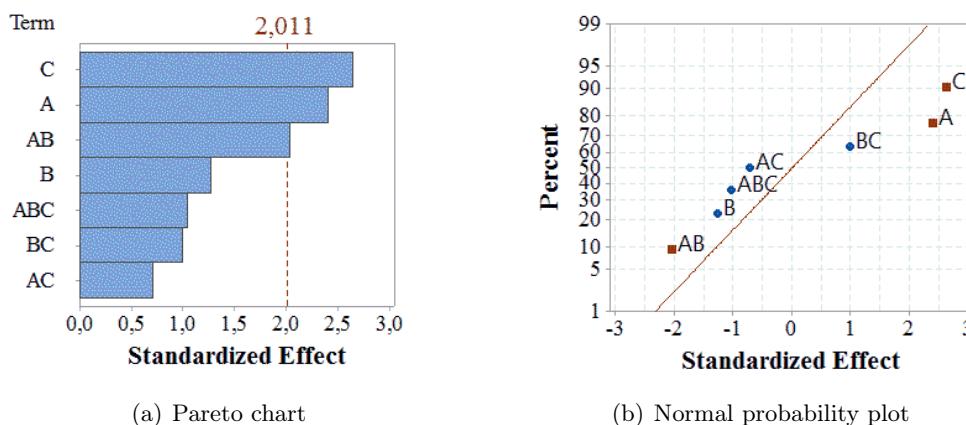 Term
2,011
C
A
AB
B
ABC
BC
AC
0,0 0,5 1,0 1,5 2,0 2,5 3,0
Standardized Effect
(a) Pareto chart
Percent
99
95
90
80
70
60
50
40
30
20
10
5
1
C
A
BC
AC
ABC
B
AB
-3 -2 -1 0 1 2 3
Standardized Effect
(b) Normal probability plot